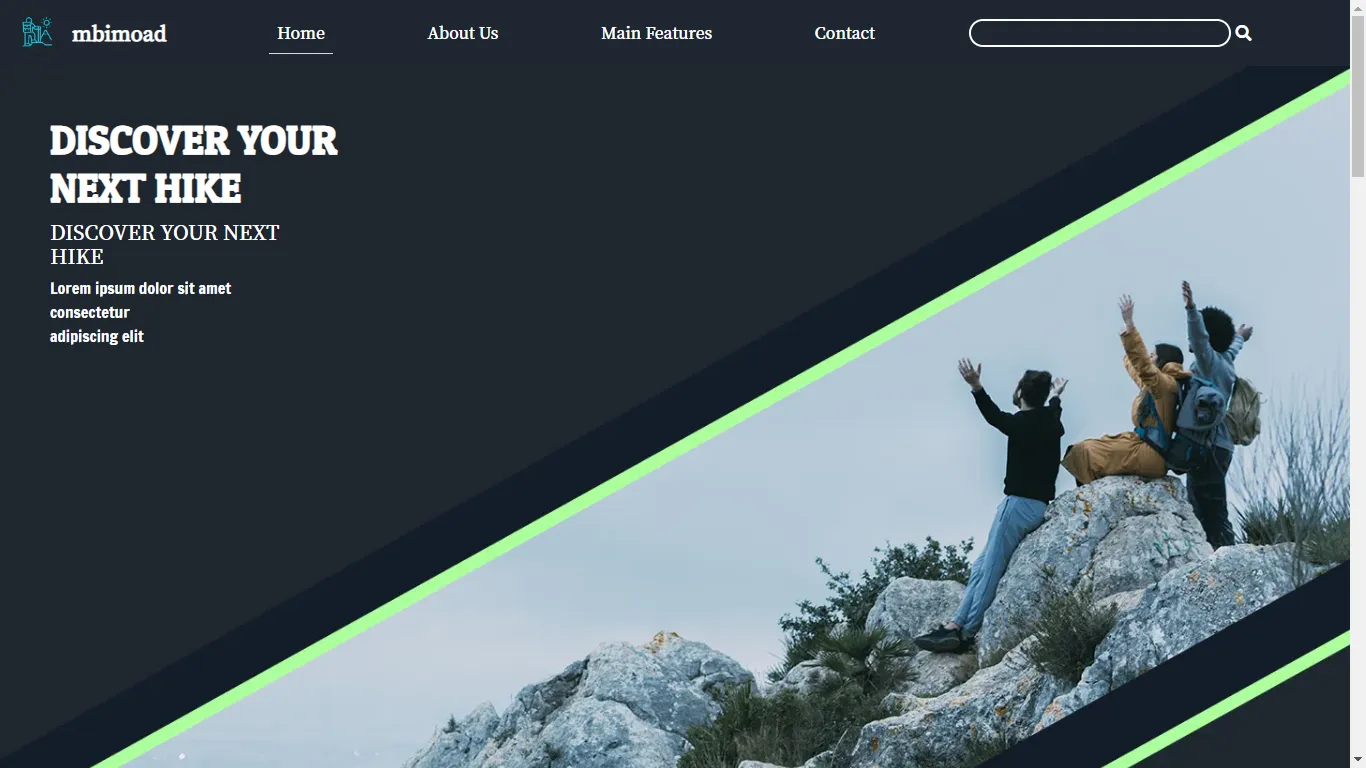 mbimoad
Home
About Us
Main Features
Contact
DISCOVER YOUR
NEXT HIKE
DISCOVER YOUR NEXT
HIKE
Lorem ipsum dolor sit amet
consectetur
adipiscing elit